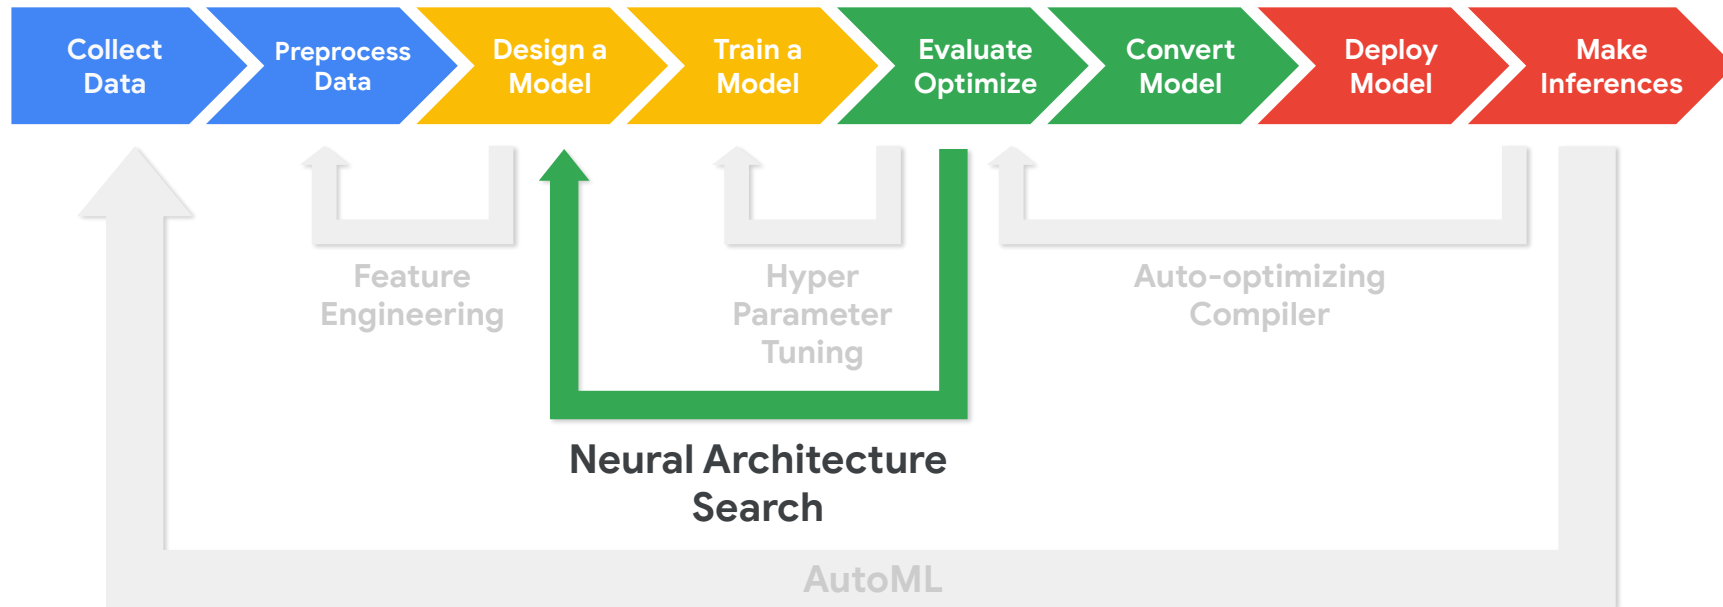 Collect
Data
Preprocess
Data
Design a
Model
Train a
Model
Evaluate
Optimize
Convert
Model
Deploy
Model
Make
Inferences
Feature
Engineering
Hyper
Parameter
Tuning
Auto-optimizing
Compiler
Neural Architecture
Search
AutoML